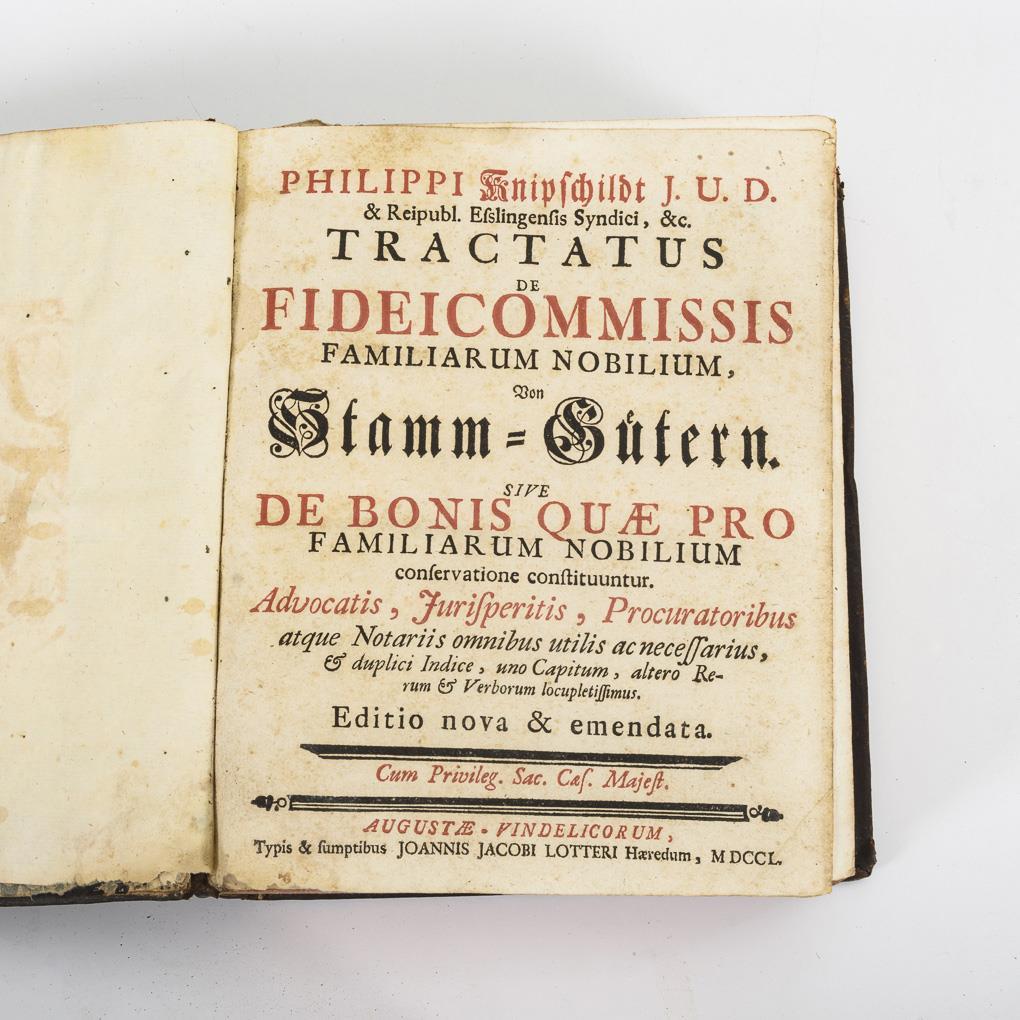 PHILIPPI Knipſchildt J. U. D.
& Reipubl. Eſslingenſis Syndici, &c.
TRACTATUS
DE
FIDEICOMMISSIS
FAMILIARUM NOBILIUM,
Von
Stamm = Guͤtern.
SIVE
DE BONIS QUÆ PRO
FAMILIARUM NOBILIUM
conſervatione conſtituuntur.
Advocatis, Juriſperitis, Procuratoribus
atque Notariis omnibus utilis ac neceſſarius,
& duplici Indice, uno Capitum, altero Re-
rum & Verborum locupletiſſimus.
Editio nova & emendata.
Cum Privileg. Sac. Cæſ. Majeſt.
AUGUSTÆ - VINDELICORUM,
Typis & ſumptibus JOANNIS JACOBI LOTTERI Hæredum, MDCCL.